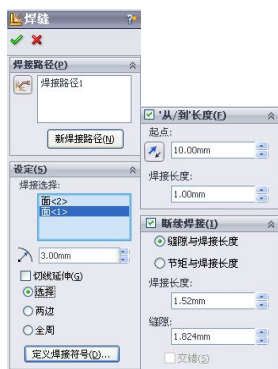 焊缝
焊接路径(P)
焊接路径1
新焊接路径(N)
设定(S)
焊接选择:
面<2>
面<1>
3.00mm
切线延伸(G)
选择
两边
全周
定义焊接符号(D)...
'从/到'长度(F)
起点:
10.00mm
焊接长度:
1.00mm
断续焊接(I)
缝隙与焊接长度
节矩与焊接长度
焊接长度:
1.52mm
缝隙:
1.824mm
交错(S)